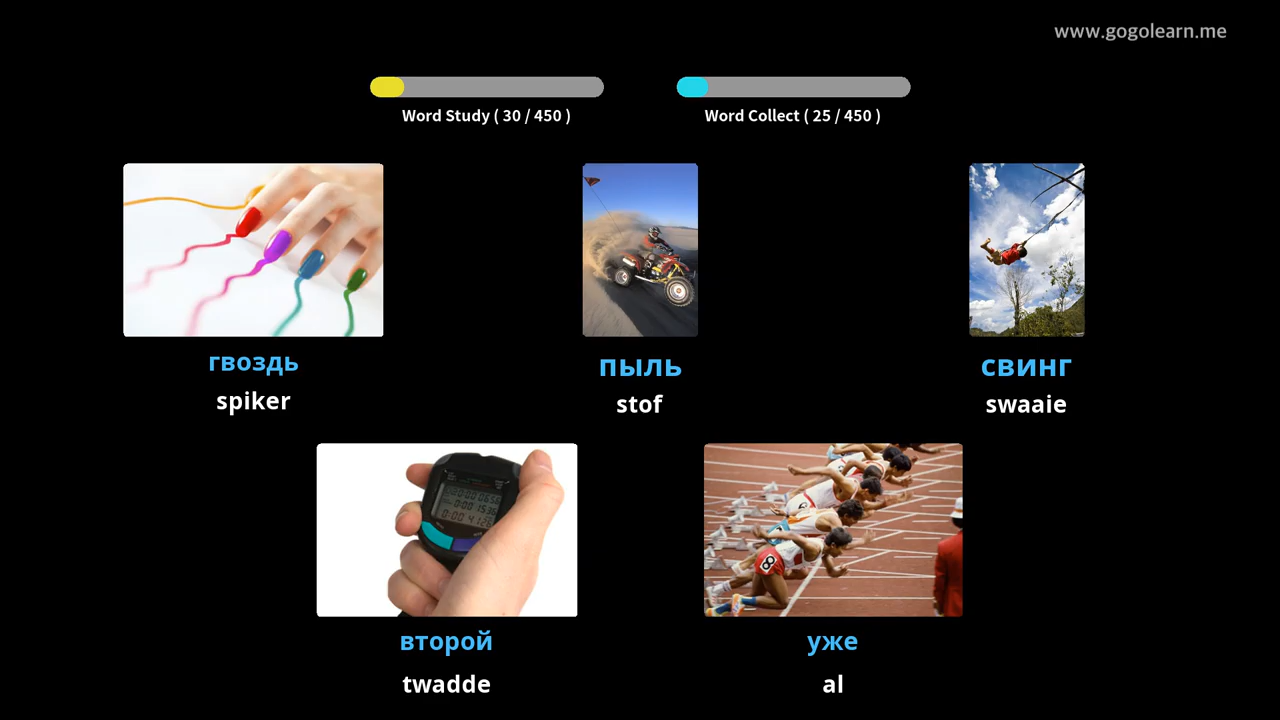 www.gogolearn.me
Word Study ( 30 / 450 )
Word Collect ( 25 / 450 )
гвоздь
spiker
пыль
stof
свинг
swaaie
второй
twadde
уже
al